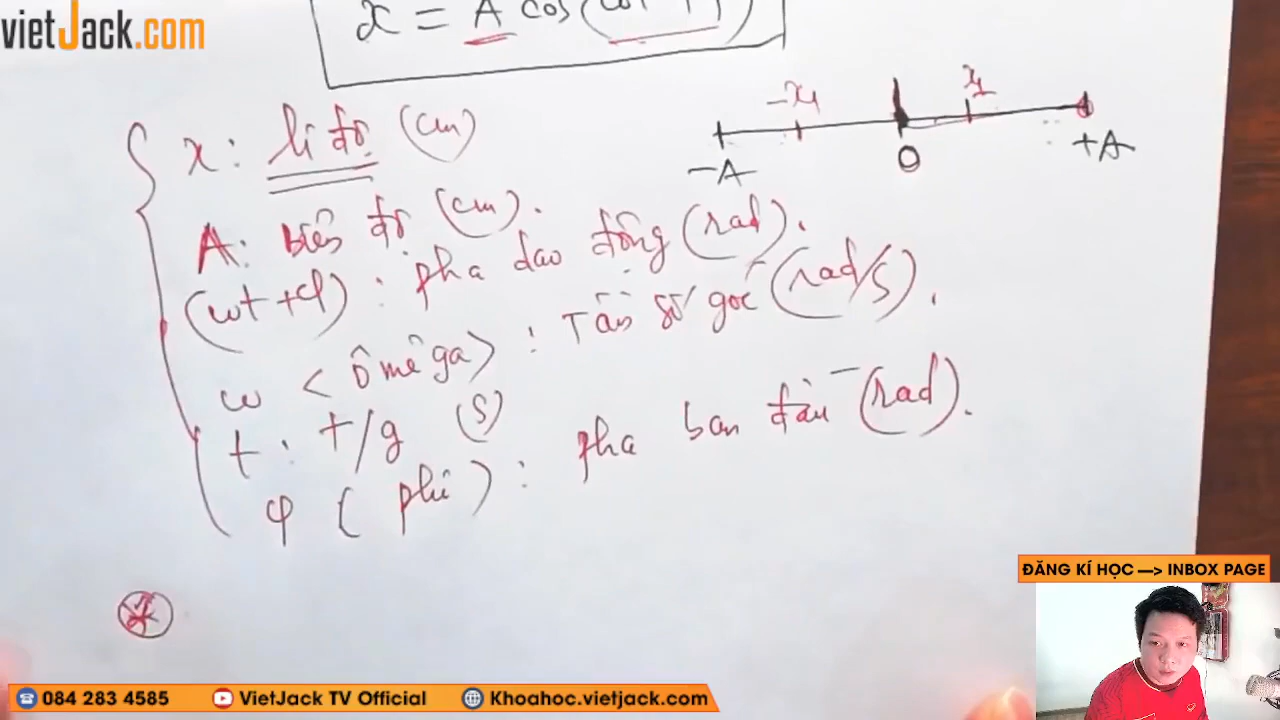 vietJack.com
x = A cos(ωt + φ)
-x₁ x₁
-A O +A
x: li độ (cm)
A: biên độ (cm).
(ωt + φ): pha dao động (rad).
ω < Ô mê ga > : Tần số góc (rad/s).
t: t/g (s)
φ ( phi ) : pha ban đầu (rad).
ĐĂNG KÍ HỌC —> INBOX PAGE
084 283 4585 VietJack TV Official Khoahoc.vietjack.com